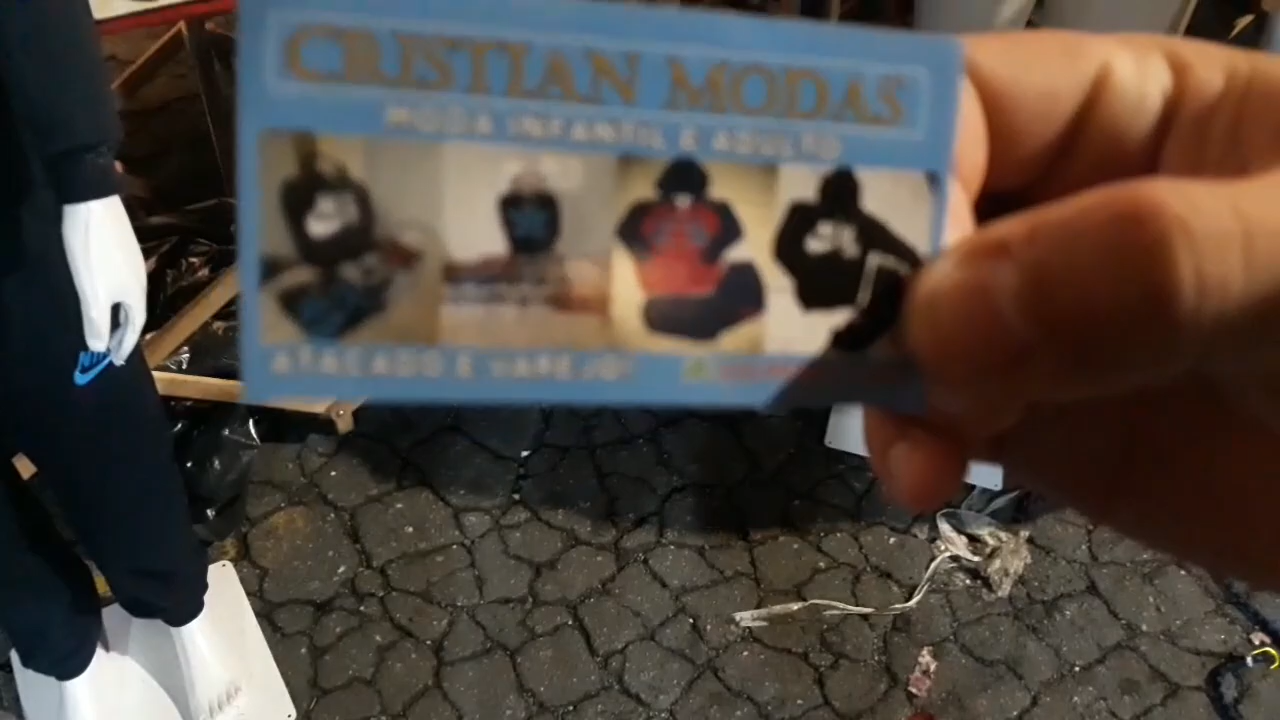 CRISTIAN MODAS
MODA INFANTIL E ADULTO
ATACADO E VAREJO